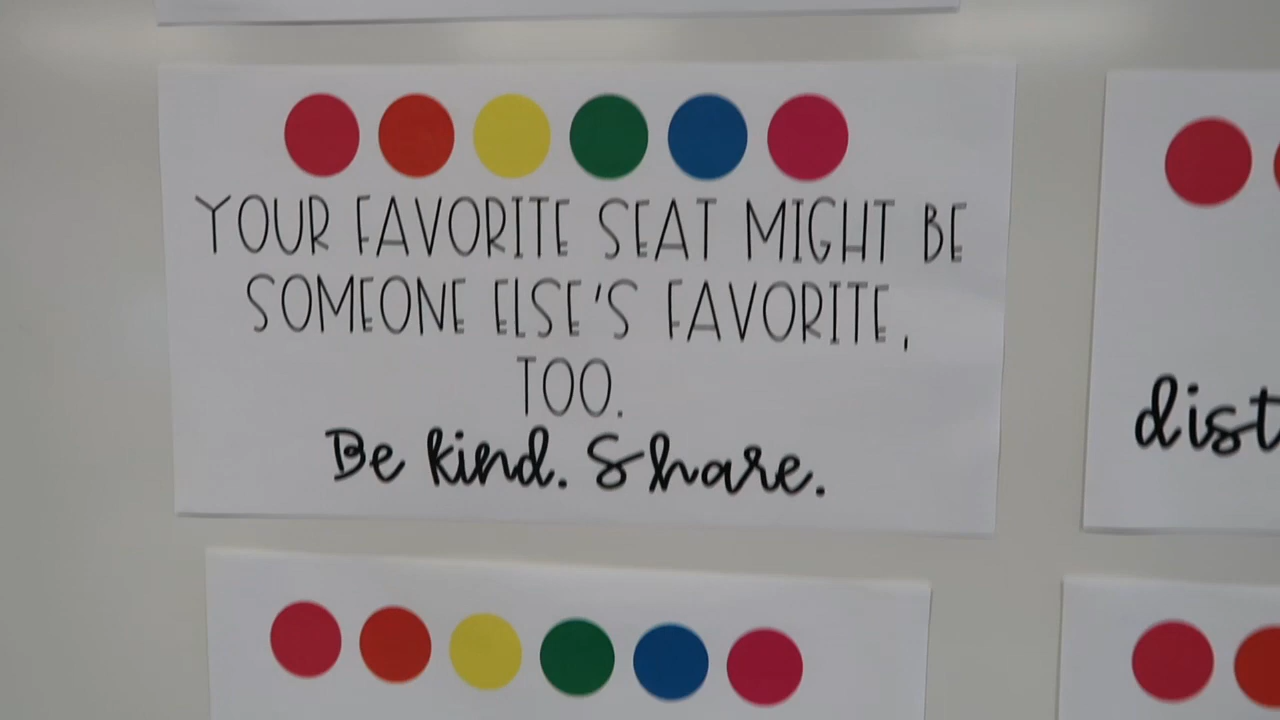 YOUR FAVORITE SEAT MIGHT BE
SOMEONE ELSE'S FAVORITE,
TOO.
Be kind. Share.